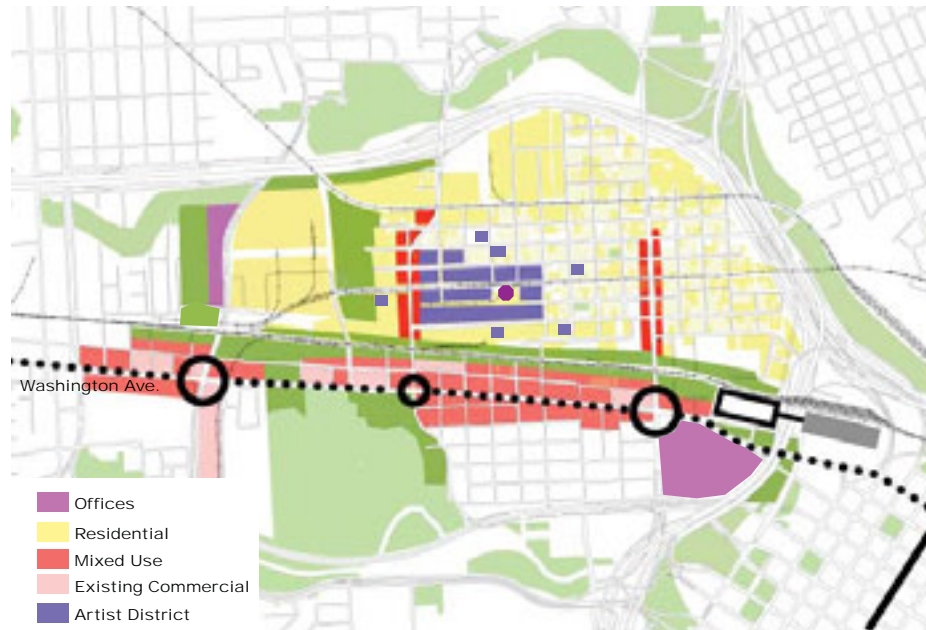 Washington Ave.
Offices
Residential
Mixed Use
Existing Commercial
Artist District